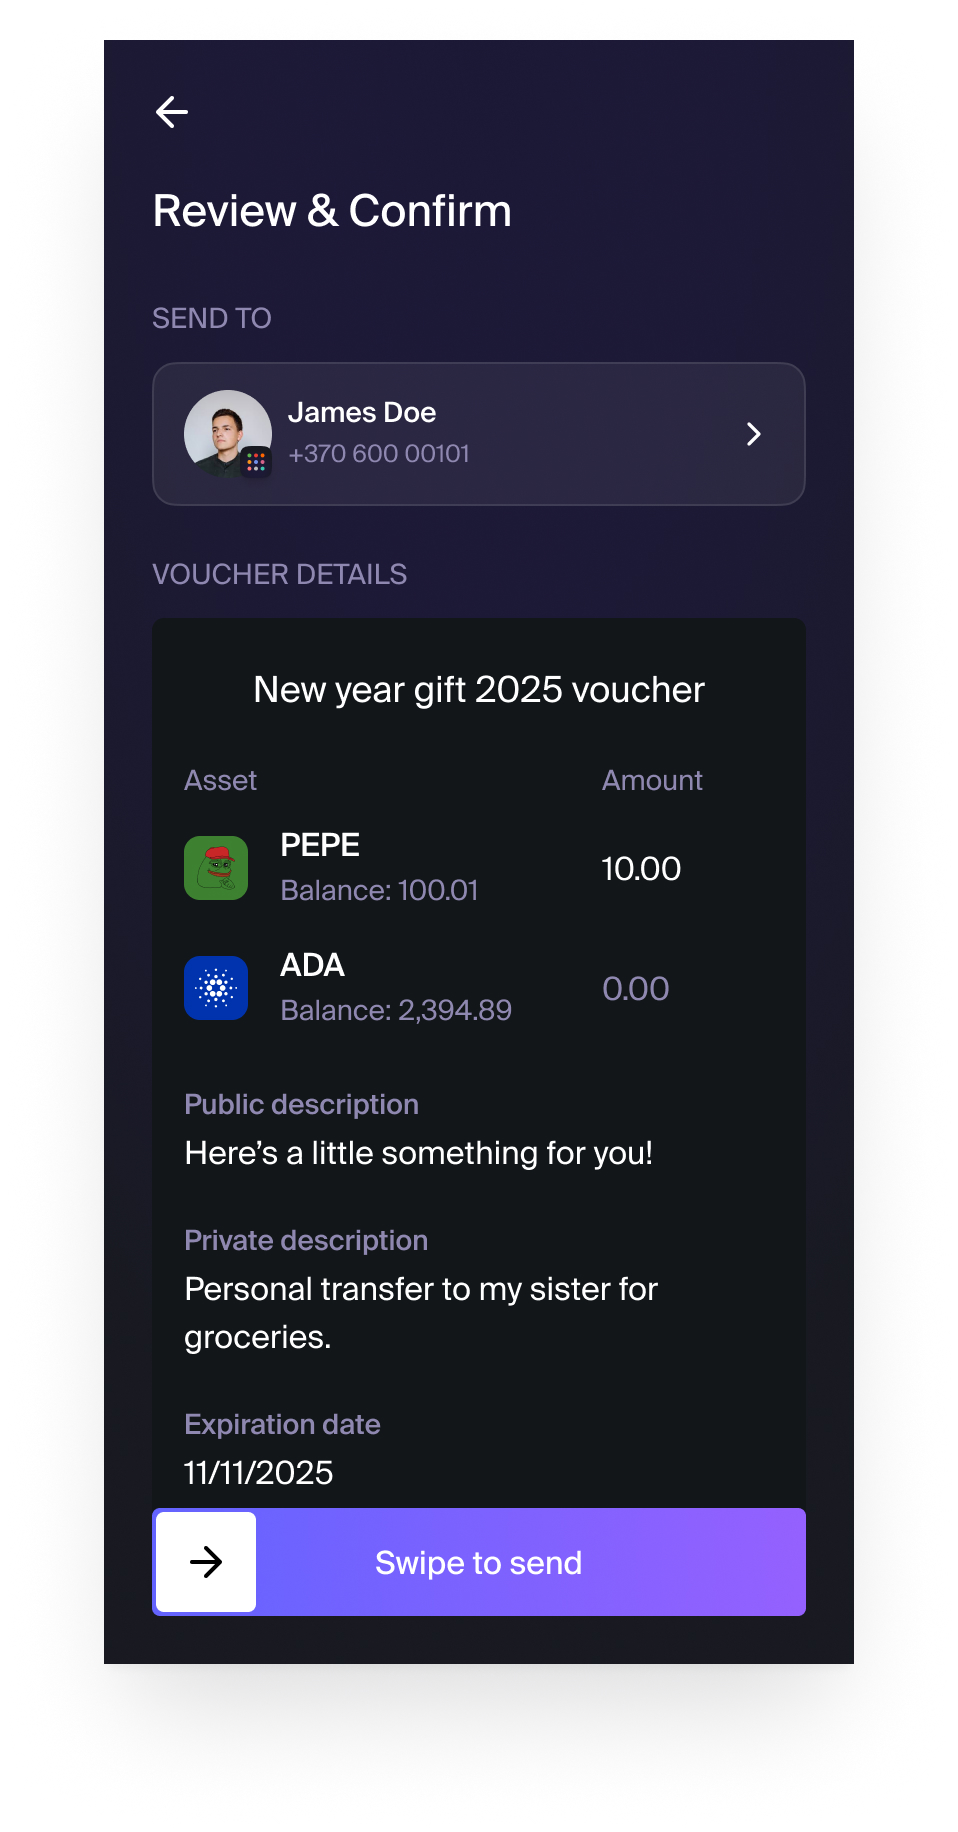 Review & Confirm
SEND TO
James Doe
+370 600 00101
VOUCHER DETAILS
New year gift 2025 voucher
Asset Amount
PEPE
Balance: 100.01
10.00
ADA
Balance: 2,394.89
0.00
Public description
Here’s a little something for you!
Private description
Personal transfer to my sister for
groceries.
Expiration date
11/11/2025
Swipe to send